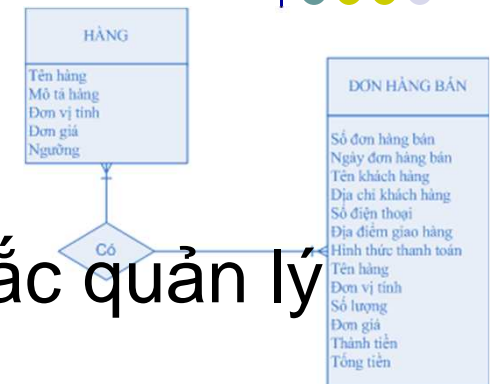 HÀNG
Tên hàng
Mô tả hàng
Đơn vị tính
Đơn giá
Ngưỡng
Có
ắc quản lý
ĐƠN HÀNG BÁN
Số đơn hàng bán
Ngày đơn hàng bán
Tên khách hàng
Địa chỉ khách hàng
Số điện thoại
Địa điểm giao hàng
Hình thức thanh toán
Tên hàng
Đơn vị tính
Số lượng
Đơn giá
Thành tiền
Tổng tiền